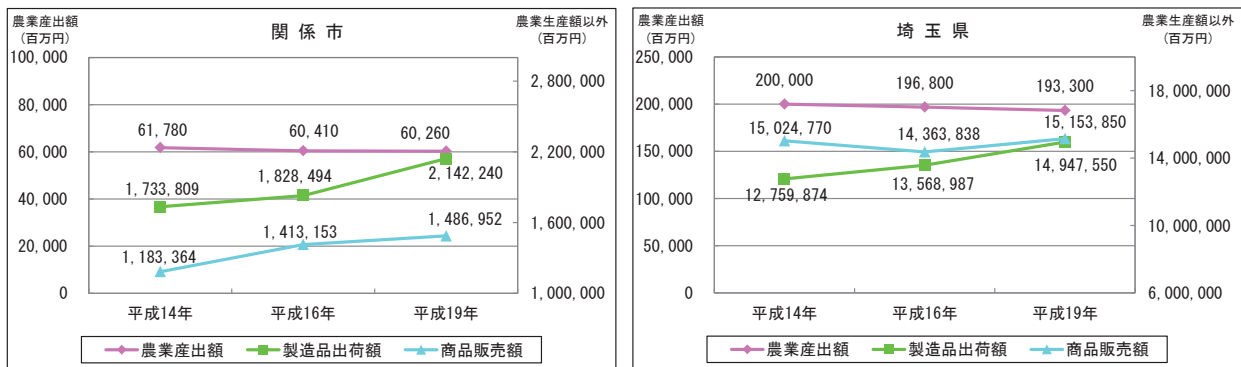 農業産出額
（百万円）
関 係 市
農業生産額以外
（百万円）
100,000
80,000
60,000
40,000
20,000
0
2,800,000
2,200,000
1,600,000
1,000,000
61,780
60,410
60,260
1,733,809
1,828,494
2,142,240
1,183,364
1,413,153
1,486,952
平成14年
平成16年
平成19年
農業産出額 製造品出荷額 商品販売額
農業産出額
（百万円）
埼 玉 県
農業生産額以外
（百万円）
250,000
200,000
150,000
100,000
50,000
0
18,000,000
14,000,000
10,000,000
6,000,000
200,000
196,800
193,300
15,024,770
14,363,838
15,153,850
12,759,874
13,568,987
14,947,550
平成14年
平成16年
平成19年
農業産出額 製造品出荷額 商品販売額